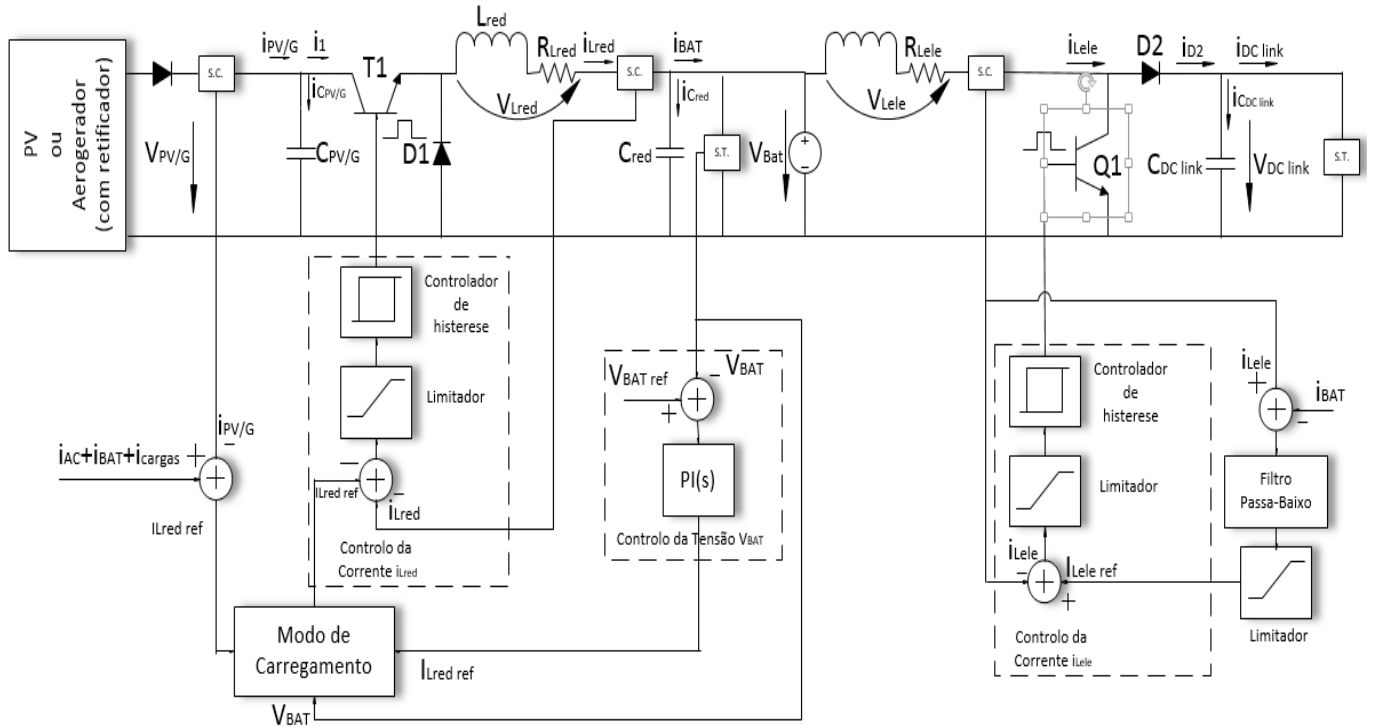 PV
ou
Aerogerador
(com retificador)
iPV/G
i1
S.C.
VPV/G
iCPV/G
CPV/G
T1
D1
Lred
RLred
VLred
iLred
S.C.
iBAT
iCred
Cred
S.T.
VBat
+
-
RLele
VLele
S.C.
iLele
Q1
D2
iD2
iDC link
iCDC link
CDC link
VDC link
S.T.
Controlador
de
histerese
Limitador
iPV/G
iAC+iBAT+icargas
+
-
+
ILred ref
ILred ref
-
+
-
iLred
Controlo da
Corrente iLred
VBAT ref
+
-
+
VBAT
PI(s)
Controlo da Tensão VBAT
Modo de
Carregamento
ILred ref
VBAT
Controlador
de
histerese
Limitador
iLele
-
+
+
ILele ref
Controlo da
Corrente iLele
iLele
+
+
-
iBAT
Filtro
Passa-Baixo
Limitador